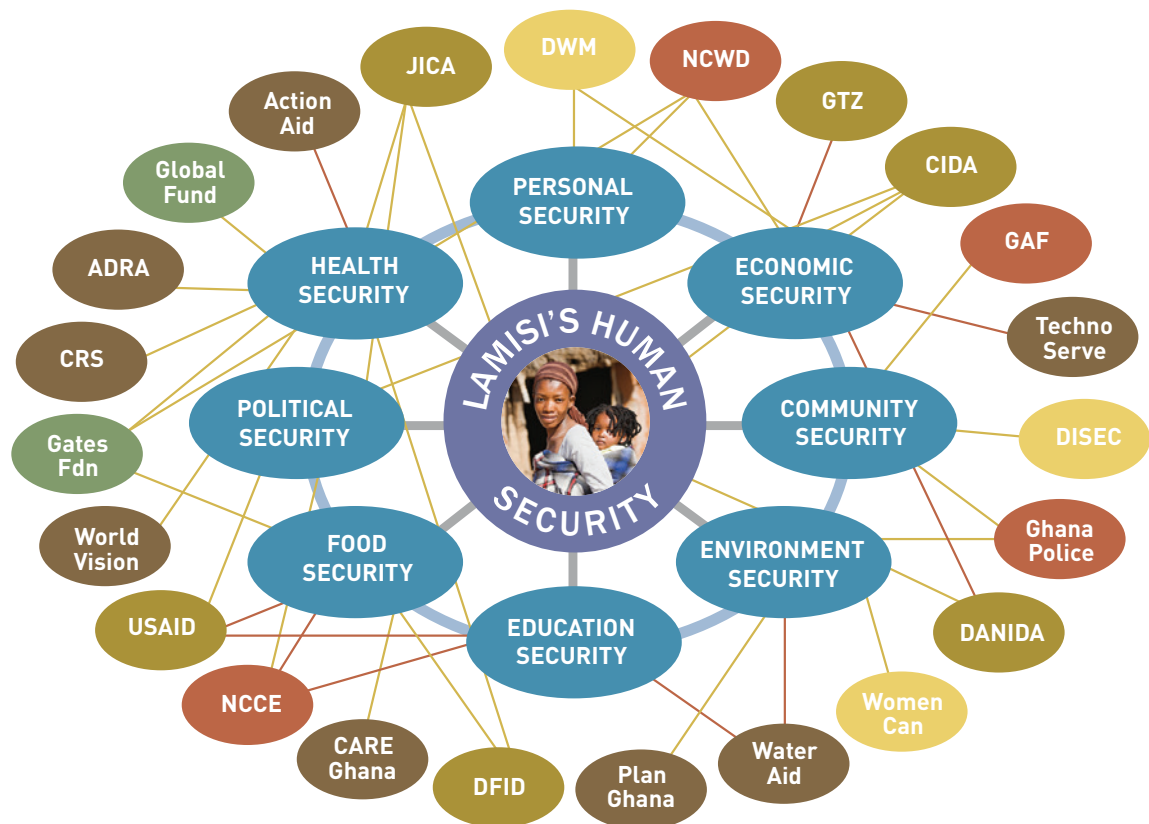 JICA
DWM
NCWD
Action
Aid
GTZ
Global
Fund
CIDA
PERSONAL
SECURITY
GAF
ADRA
HEALTH
SECURITY
ECONOMIC
SECURITY
Techno
Serve
CRS
LAMISI'S HUMAN
SECURITY
POLITICAL
SECURITY
COMMUNITY
SECURITY
DISEC
Gates
Fdn
World
Vision
FOOD
SECURITY
ENVIRONMENT
SECURITY
Ghana
Police
USAID
EDUCATION
SECURITY
DANIDA
NCCE
Women
Can
CARE
Ghana
DFID
Plan
Ghana
Water
Aid